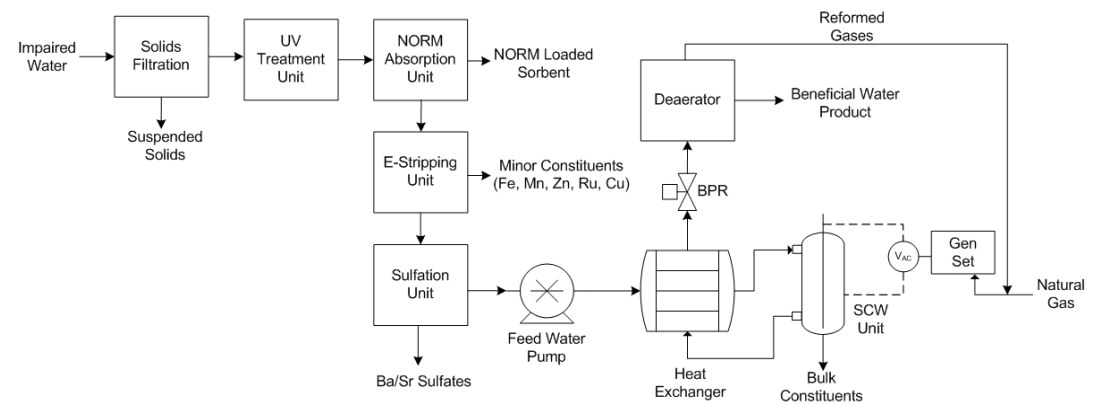 Impaired
Water
Solids
Filtration
Suspended
Solids
UV
Treatment
Unit
NORM
Absorption
Unit
NORM Loaded
Sorbent
E-Stripping
Unit
Minor Constituents
(Fe, Mn, Zn, Ru, Cu)
Sulfation
Unit
Ba/Sr Sulfates
Feed Water
Pump
Heat
Exchanger
BPR
Deaerator
Beneficial Water
Product
Reformed
Gases
SCW
Unit
Bulk
Constituents
VAC
Gen
Set
Natural
Gas